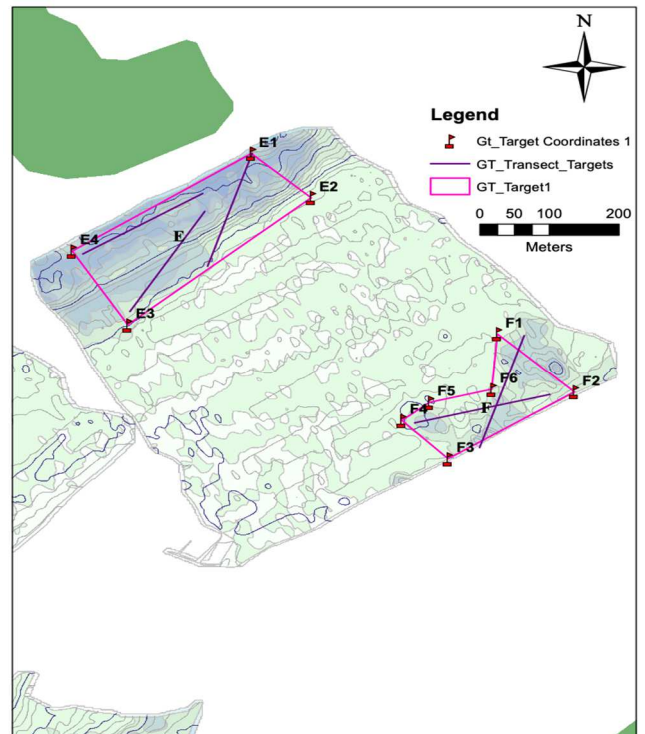 N
Legend
Gt_Target Coordinates 1
GT_Transect_Targets
GT_Target1
0 50 100 200
Meters
E1
E2
E4
E
E3
F1
F2
F6
F5
F4
F
F3